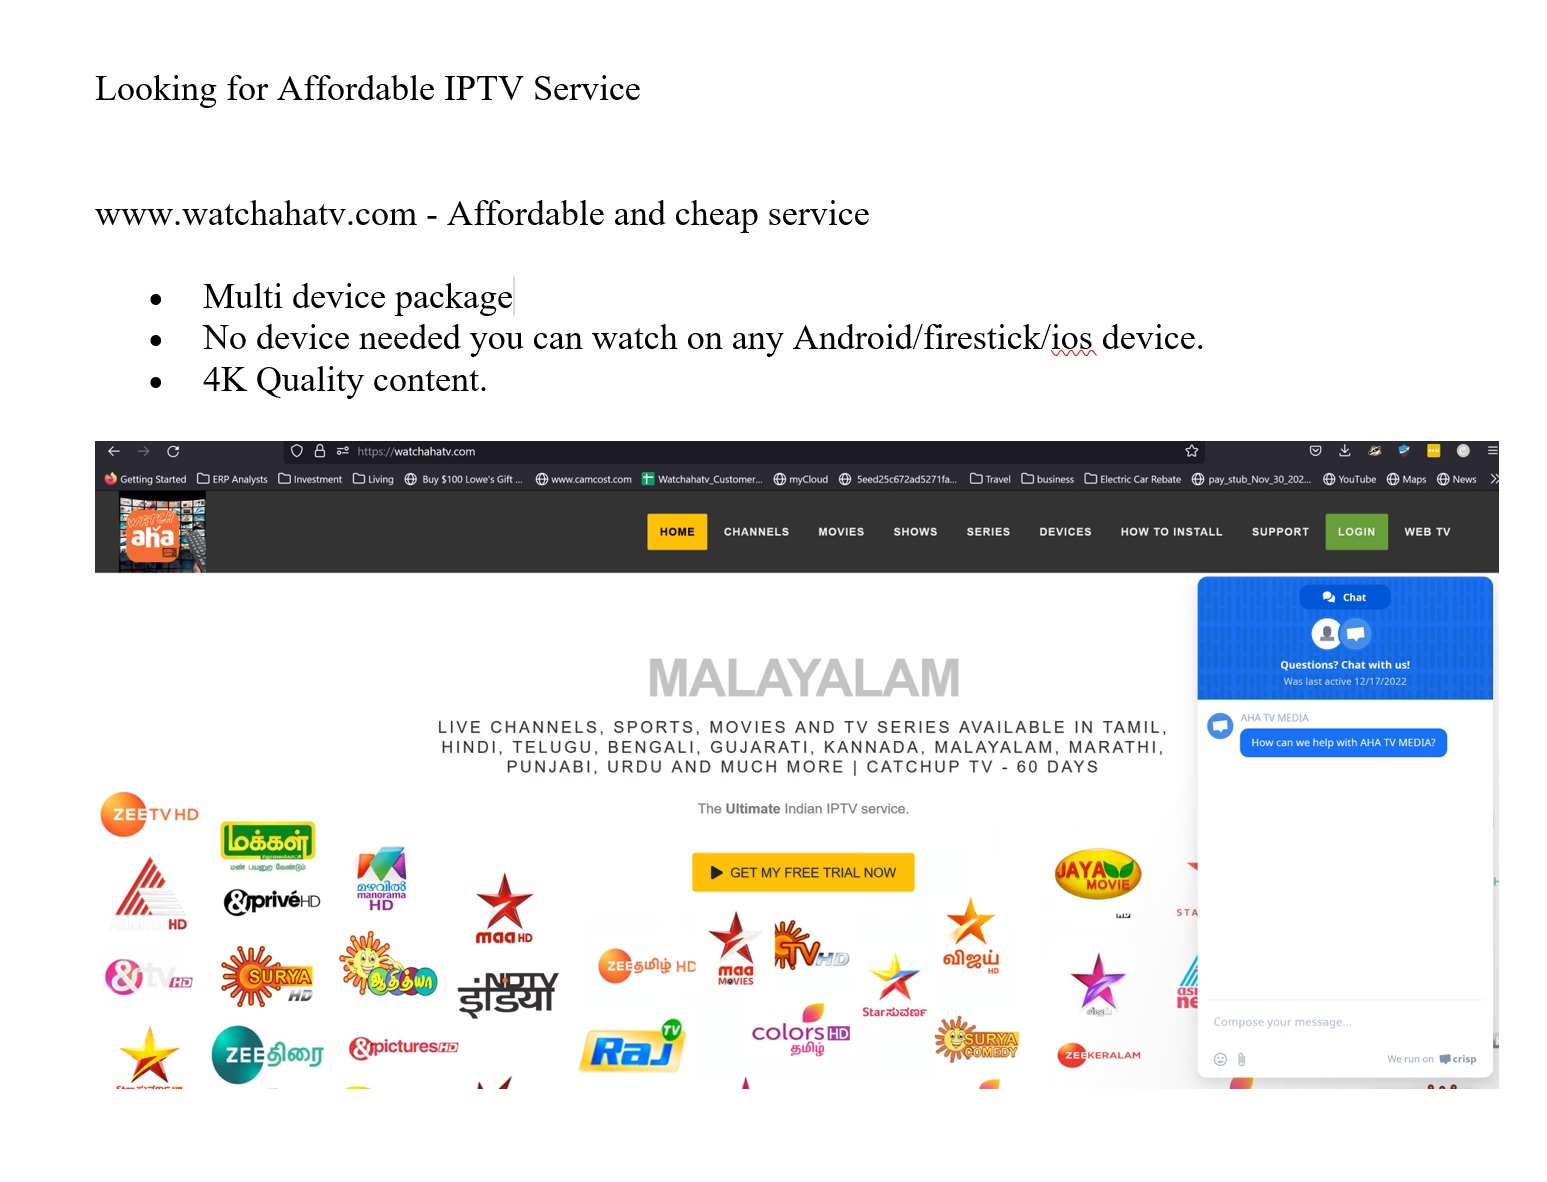 Looking for Affordable IPTV Service
www.watchahatv.com - Affordable and cheap service
Multi device package
No device needed you can watch on any Android/firestick/ios device.
4K Quality content.
https://watchahatv.com
Getting Started ERP Analysts Investment Living Buy $100 Lowe's Gift ... www.camcost.com Watchahatv_Customer... myCloud 5eed25c672ad5271fa... Travel business Electric Car Rebate pay_stub_Nov_30_202... YouTube Maps News
WATCH
aha
HOME CHANNELS MOVIES SHOWS SERIES DEVICES HOW TO INSTALL SUPPORT LOGIN WEB TV
MALAYALAM
LIVE CHANNELS, SPORTS, MOVIES AND TV SERIES AVAILABLE IN TAMIL,
HINDI, TELUGU, BENGALI, GUJARATI, KANNADA, MALAYALAM, MARATHI,
PUNJABI, URDU AND MUCH MORE | CATCHUP TV - 60 DAYS
The Ultimate Indian IPTV service.
GET MY FREE TRIAL NOW
Chat
Questions? Chat with us!
Was last active 12/17/2022
AHA TV MEDIA
How can we help with AHA TV MEDIA?
Compose your message...
We run on crisp
ZEE TV HD
மக்கள்
தொலைக்காட்சி
மண் பயனுற வேண்டும்
&privé HD
മഴവിൽ
manorama
HD
maa HD
JAYA
MOVIE
HD
&tv HD
SURYA
HD
ஆதித்யா
NDTV
इंडिया
ZEE தமிழ் HD
maa
MOVIES
TV HD
விஜய்
HD
Star ಸುವರ್ಣ
ZEE திரை
&pictures HD
Raj TV
colors HD
தமிழ்
SURYA
COMEDY
ZEE KERALAM